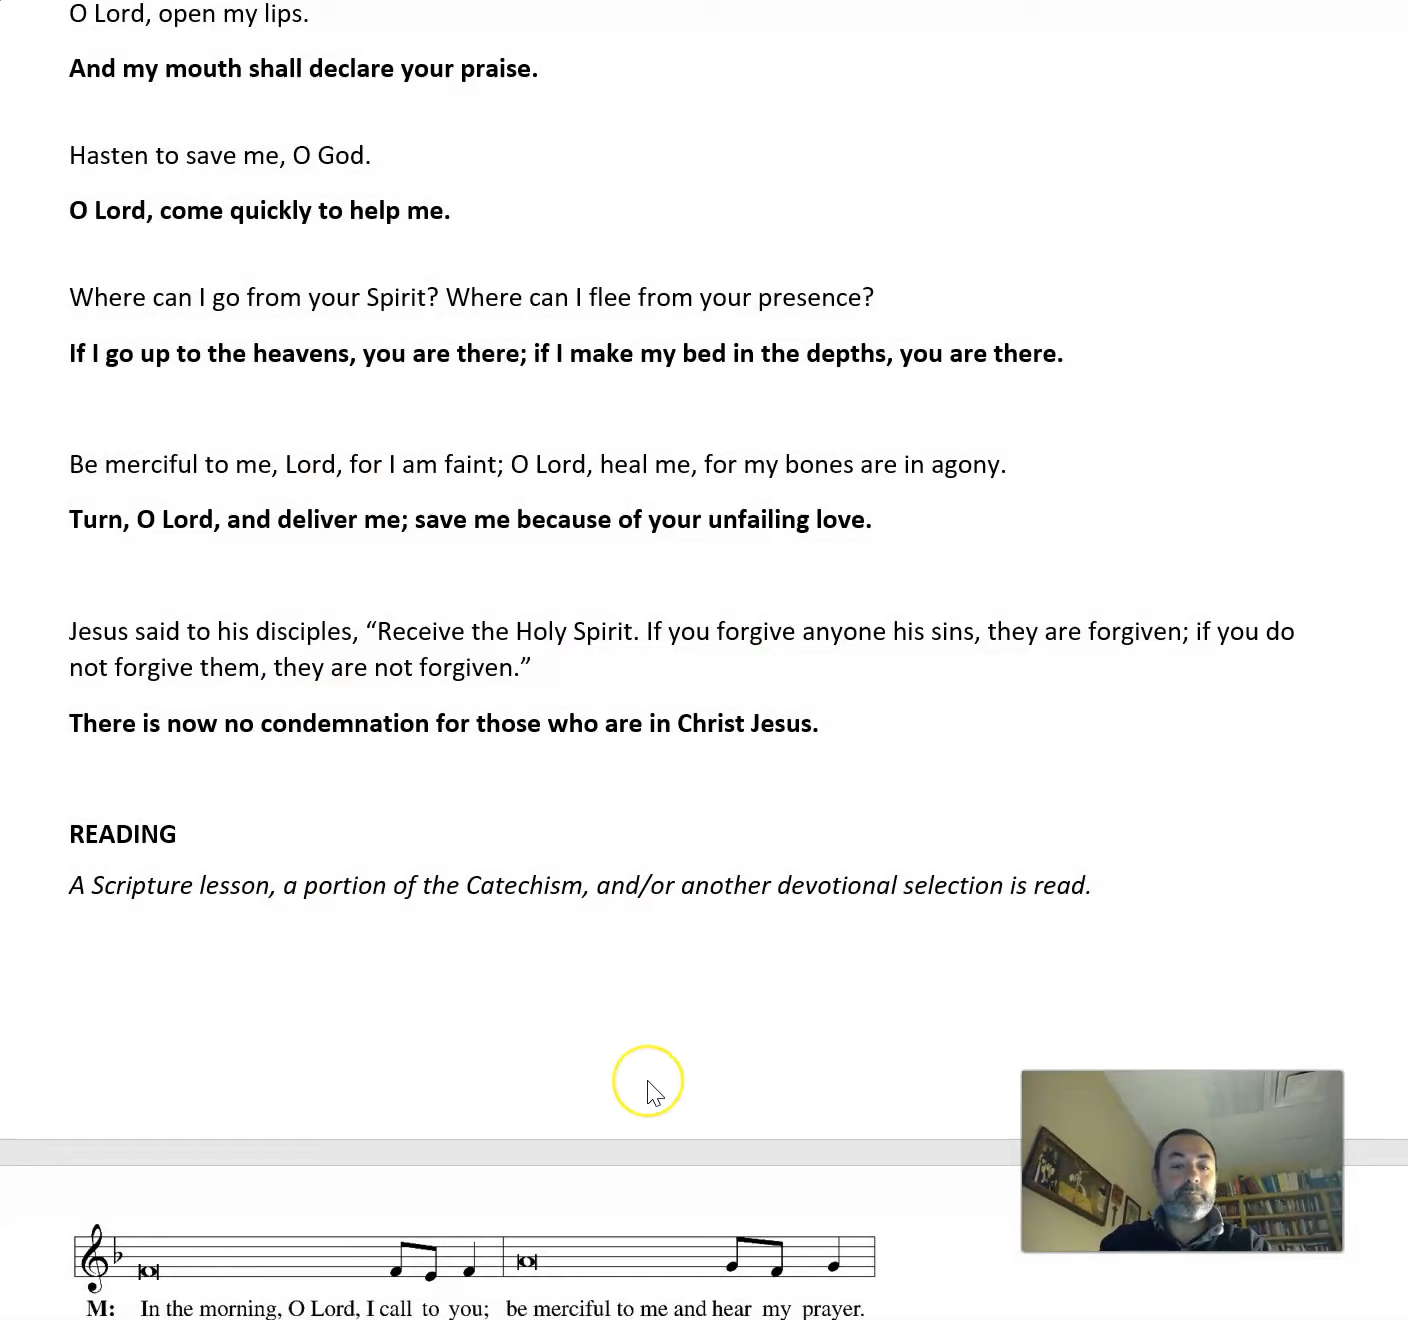 O Lord, open my lips.
And my mouth shall declare your praise.
Hasten to save me, O God.
O Lord, come quickly to help me.
Where can I go from your Spirit? Where can I flee from your presence?
If I go up to the heavens, you are there; if I make my bed in the depths, you are there.
Be merciful to me, Lord, for I am faint; O Lord, heal me, for my bones are in agony.
Turn, O Lord, and deliver me; save me because of your unfailing love.
Jesus said to his disciples, “Receive the Holy Spirit. If you forgive anyone his sins, they are forgiven; if you do
not forgive them, they are not forgiven.”
There is now no condemnation for those who are in Christ Jesus.
READING
A Scripture lesson, a portion of the Catechism, and/or another devotional selection is read.
M: In the morning, O Lord, I call to you; be merciful to me and hear my prayer.